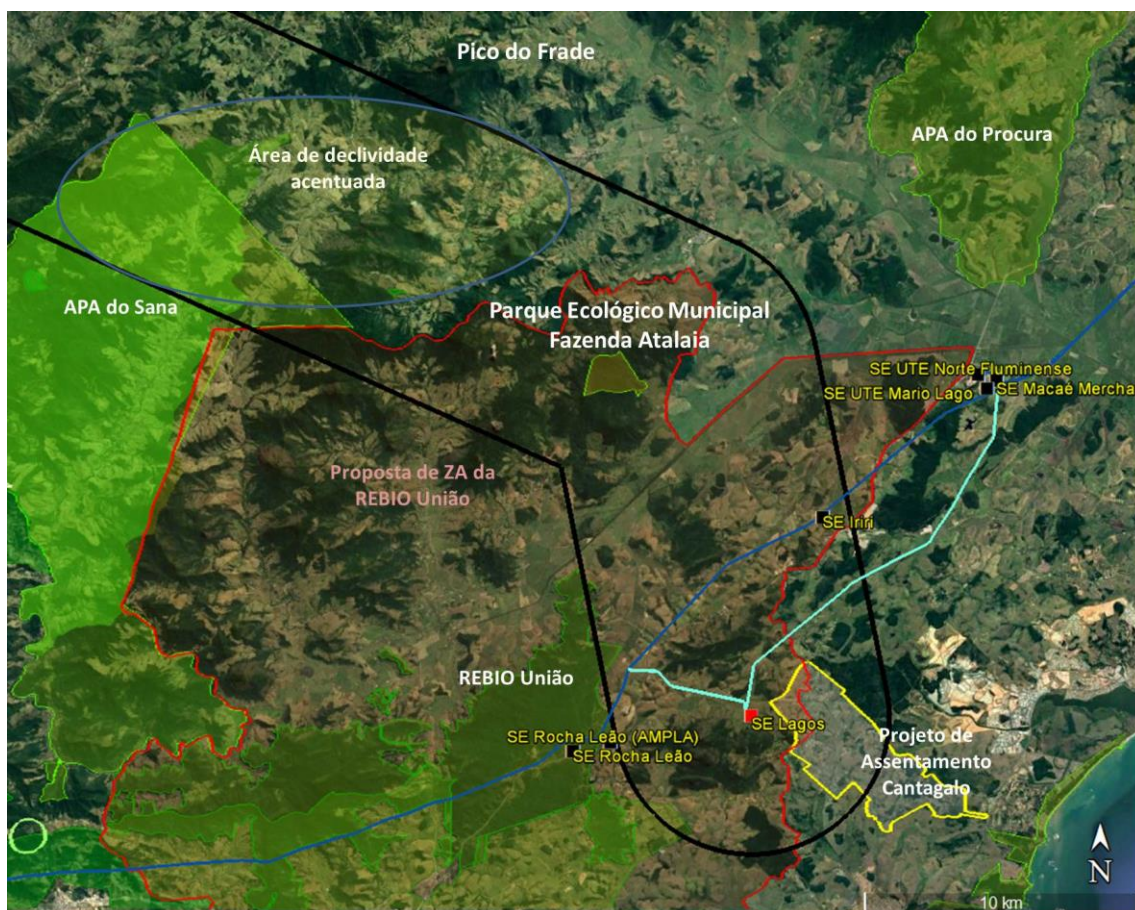 Pico do Frade
APA do Procura
Área de declividade
acentuada
APA do Sana
Parque Ecológico Municipal
Fazenda Atalaia
SE UTE Norte Fluminense
SE UTE Mario Lago
SE Macaé Mercha
Proposta de ZA da
REBIO União
SE Iriri
REBIO União
SE Lagos
SE Rocha Leão (AMPLA)
SE Rocha Leão
Projeto de
Assentamento
Cantagalo
N
10 km